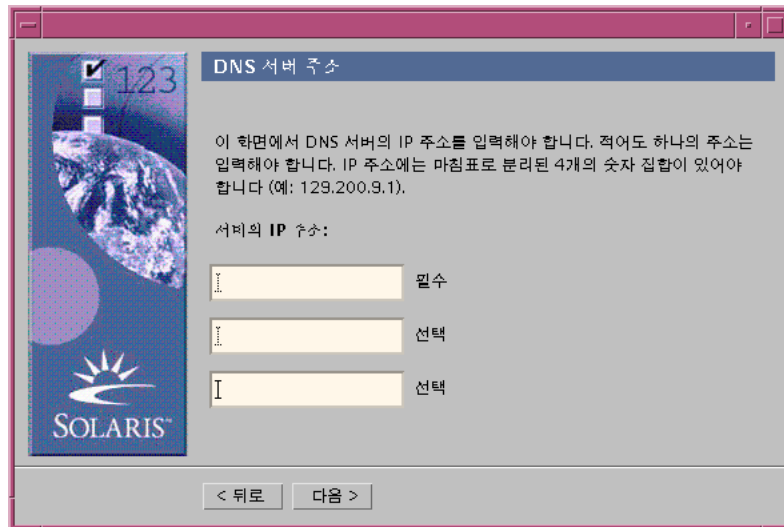 123
DNS 서버 주소
이 화면에서 DNS 서버의 IP 주소를 입력해야 합니다. 적어도 하나의 주소는
입력해야 합니다. IP 주소에는 마침표로 분리된 4개의 숫자 집합이 있어야
합니다 (예: 129.200.9.1).
서버의 IP 주소:
필수
선택
선택
SOLARIS™
< 뒤로
다음 >